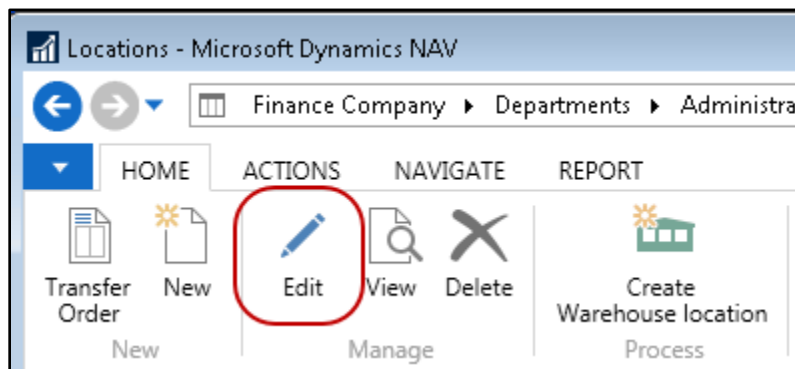 Locations - Microsoft Dynamics NAV
Finance Company Departments
HOME ACTIONS NAVIGATE REPORT
Transfer Order
New
Edit
View
Delete
Create
Warehouse location
New Manage Process